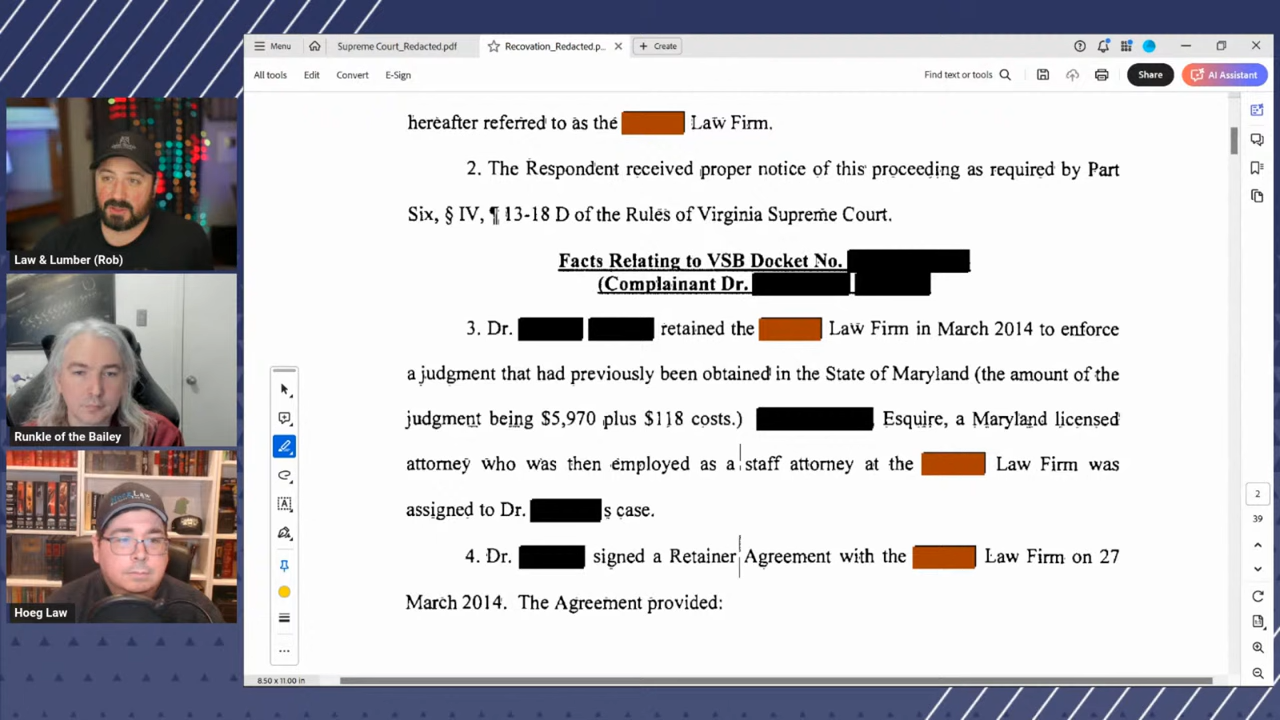 Menu
Supreme Court_Redacted.pdf
Recovation_Redacted.p...
Create
All tools
Edit
Convert
E-Sign
Find text or tools
Share
AI Assistant
hereafter referred to as the Law Firm.
2. The Respondent received proper notice of this proceeding as required by Part
Six, § IV, ¶ 13-18 D of the Rules of Virginia Supreme Court.
Facts Relating to VSB Docket No.
(Complainant Dr.
3. Dr. retained the Law Firm in March 2014 to enforce
a judgment that had previously been obtained in the State of Maryland (the amount of the
judgment being $5,970 plus $118 costs.) Esquire, a Maryland licensed
attorney who was then employed as a staff attorney at the Law Firm was
assigned to Dr. s case.
4. Dr. signed a Retainer Agreement with the Law Firm on 27
March 2014. The Agreement provided:
2
39
8.50 x 11.00 in
Law & Lumber (Rob)
Runkle of the Bailey
Hoeg Law